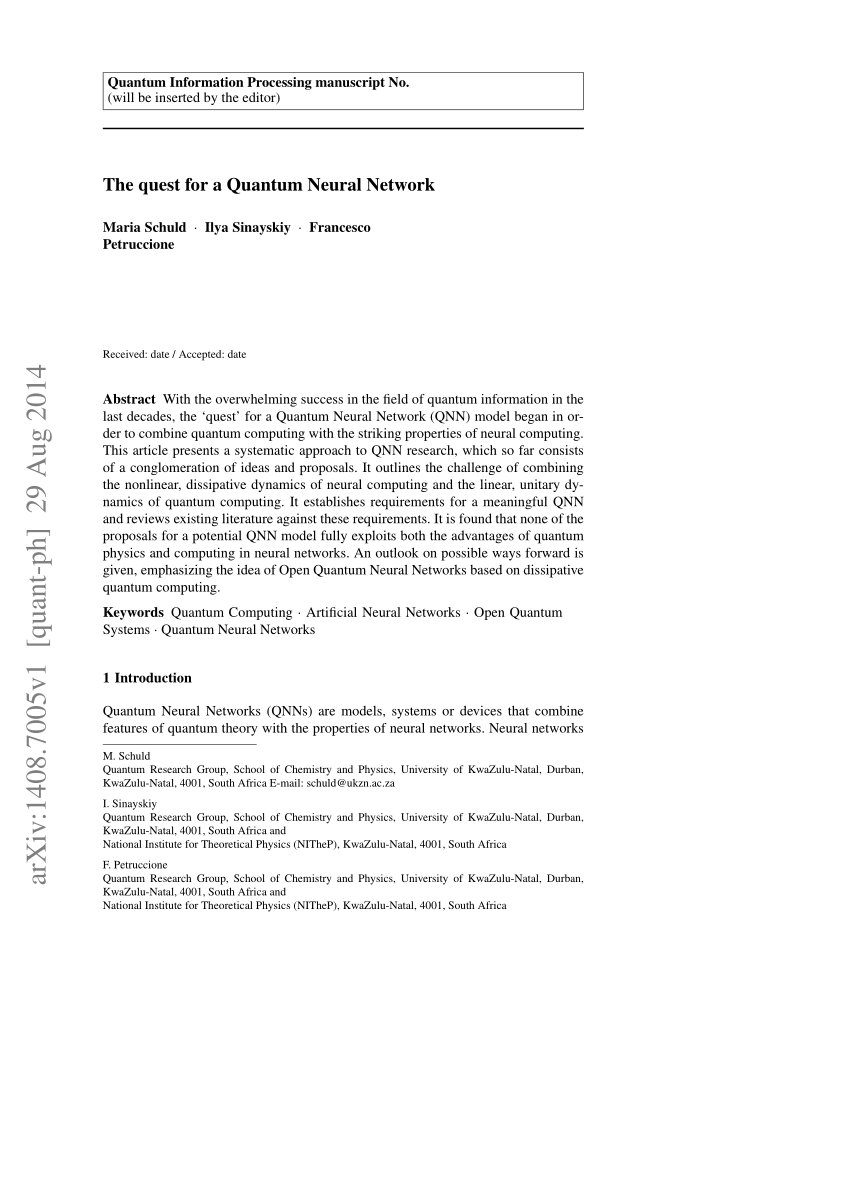 Quantum Information Processing manuscript No.
(will be inserted by the editor)
The quest for a Quantum Neural Network
Maria Schuld · Ilya Sinayskiy · Francesco
Petruccione
Received: date / Accepted: date
Abstract With the overwhelming success in the field of quantum information in the
last decades, the ‘quest’ for a Quantum Neural Network (QNN) model began in or-
der to combine quantum computing with the striking properties of neural computing.
This article presents a systematic approach to QNN research, which so far consists
of a conglomeration of ideas and proposals. It outlines the challenge of combining
the nonlinear, dissipative dynamics of neural computing and the linear, unitary dy-
namics of quantum computing. It establishes requirements for a meaningful QNN
and reviews existing literature against these requirements. It is found that none of the
proposals for a potential QNN model fully exploits both the advantages of quantum
physics and computing in neural networks. An outlook on possible ways forward is
given, emphasizing the idea of Open Quantum Neural Networks based on dissipative
quantum computing.
Keywords Quantum Computing · Artificial Neural Networks · Open Quantum
Systems · Quantum Neural Networks
1 Introduction
Quantum Neural Networks (QNNs) are models, systems or devices that combine
features of quantum theory with the properties of neural networks. Neural networks
M. Schuld
Quantum Research Group, School of Chemistry and Physics, University of KwaZulu-Natal, Durban,
KwaZulu-Natal, 4001, South Africa E-mail: schuld@ukzn.ac.za
I. Sinayskiy
Quantum Research Group, School of Chemistry and Physics, University of KwaZulu-Natal, Durban,
KwaZulu-Natal, 4001, South Africa and
National Institute for Theoretical Physics (NITheP), KwaZulu-Natal, 4001, South Africa
F. Petruccione
Quantum Research Group, School of Chemistry and Physics, University of KwaZulu-Natal, Durban,
KwaZulu-Natal, 4001, South Africa and
National Institute for Theoretical Physics (NITheP), KwaZulu-Natal, 4001, South Africa
arXiv:1408.7005v1 [quant-ph] 29 Aug 2014